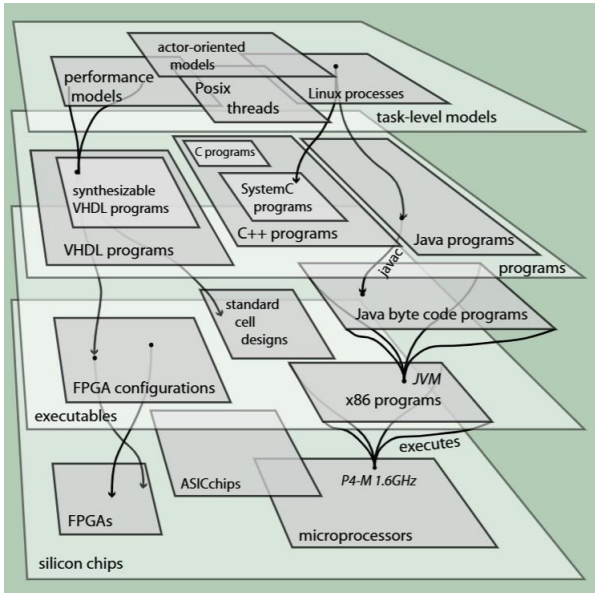 actor-oriented
models
performance
models
Posix
threads
Linux processes
task-level models
C programs
synthesizable
VHDL programs
SystemC
programs
VHDL programs
C++ programs
Java programs
javac
programs
standard
cell
designs
Java byte code programs
FPGA configurations
JVM
x86 programs
executables
executes
ASICchips
P4-M 1.6GHz
FPGAs
microprocessors
silicon chips